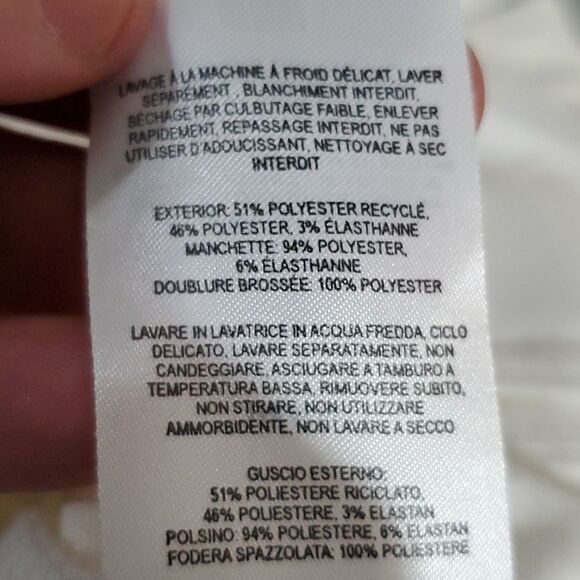 LAVAGE À LA MACHINE À FROID DÉLICAT, LAVER
SÉPARÉMENT , BLANCHIMENT INTERDIT,
SÉCHAGE PAR CULBUTAGE FAIBLE, ENLEVER
RAPIDEMENT, REPASSAGE INTERDIT, NE PAS
UTILISER D'ADOUCISSANT, NETTOYAGE À SEC
INTERDIT
EXTERIOR: 51% POLYESTER RECYCLÉ,
46% POLYESTER, 3% ÉLASTHANNE
MANCHETTE: 94% POLYESTER,
6% ÉLASTHANNE
DOUBLURE BROSSÉE: 100% POLYESTER
LAVARE IN LAVATRICE IN ACQUA FREDDA, CICLO
DELICATO, LAVARE SEPARATAMENTE, NON
CANDEGGIARE, ASCIUGARE A TAMBURO A
TEMPERATURA BASSA, RIMUOVERE SUBITO,
NON STIRARE, NON UTILIZZARE
AMMORBIDENTE, NON LAVARE A SECCO
GUSCIO ESTERNO:
51% POLIESTERE RICICLATO,
46% POLIESTERE, 3% ELASTAN
POLSINO: 94% POLIESTERE, 6% ELASTAN
FODERA SPAZZOLATA: 100% POLIESTERE